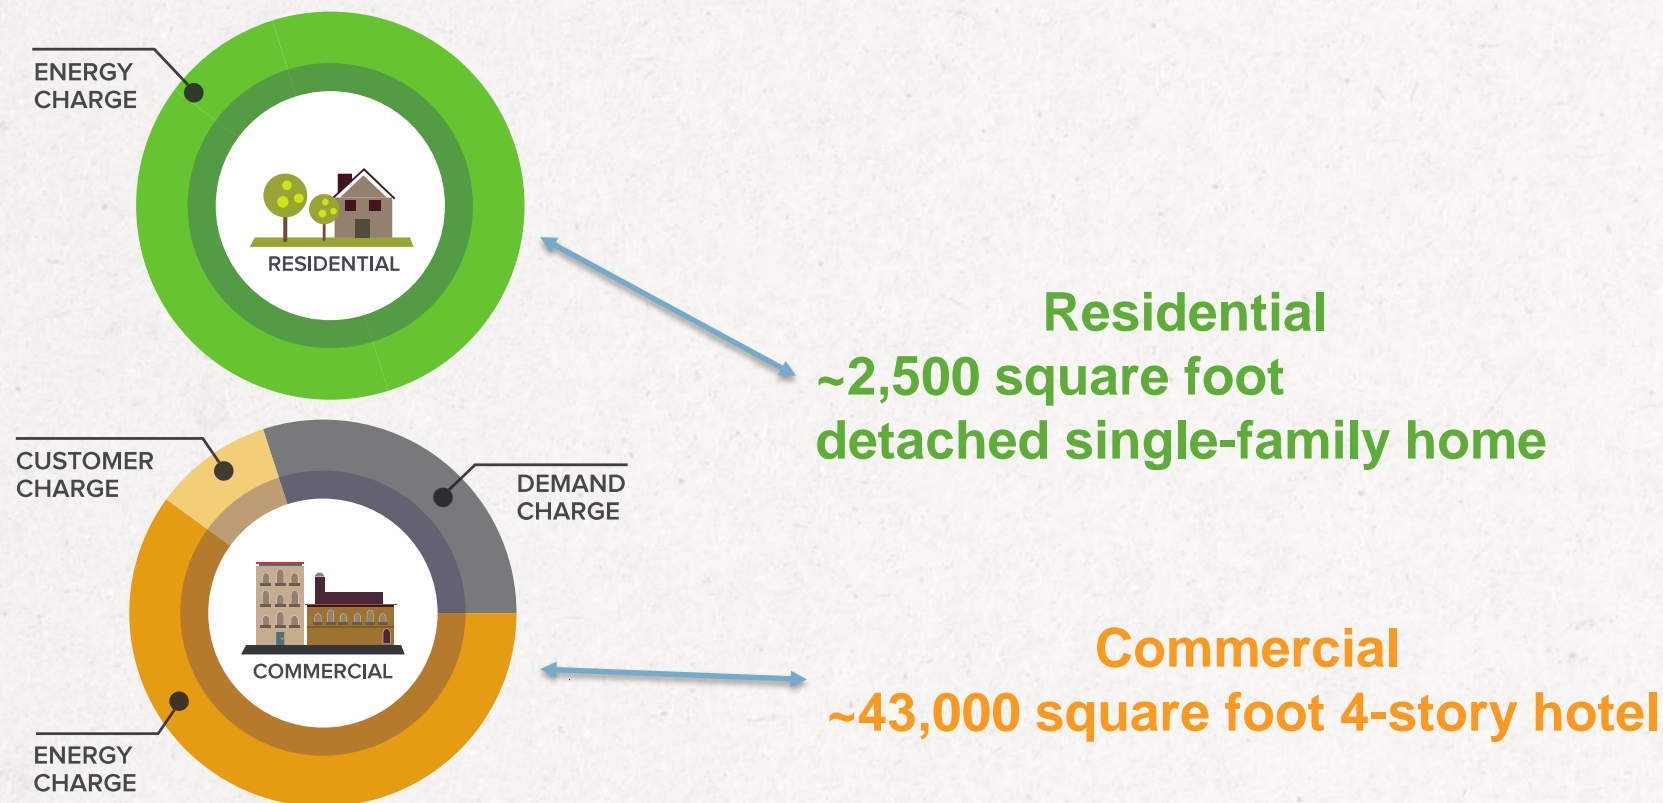 ENERGY
CHARGE
RESIDENTIAL
Residential
~2,500 square foot
detached single-family home
CUSTOMER
CHARGE
DEMAND
CHARGE
COMMERCIAL
ENERGY
CHARGE
Commercial
~43,000 square foot 4-story hotel